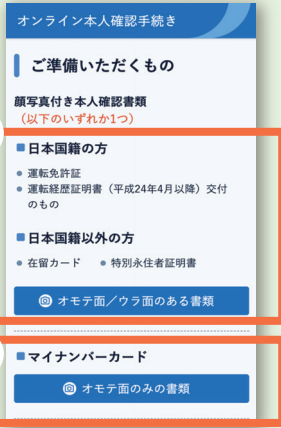 オンライン本人確認手続き
ご準備いただくもの
顔写真付き本人確認書類
（以下のいずれか1つ）
■日本国籍の方
● 運転免許証
● 運転経歴証明書（平成24年4月以降）交付
のもの
■日本国籍以外の方
● 在留カード ● 特別永住者証明書
オモテ面／ウラ面のある書類
■マイナンバーカード
オモテ面のみの書類